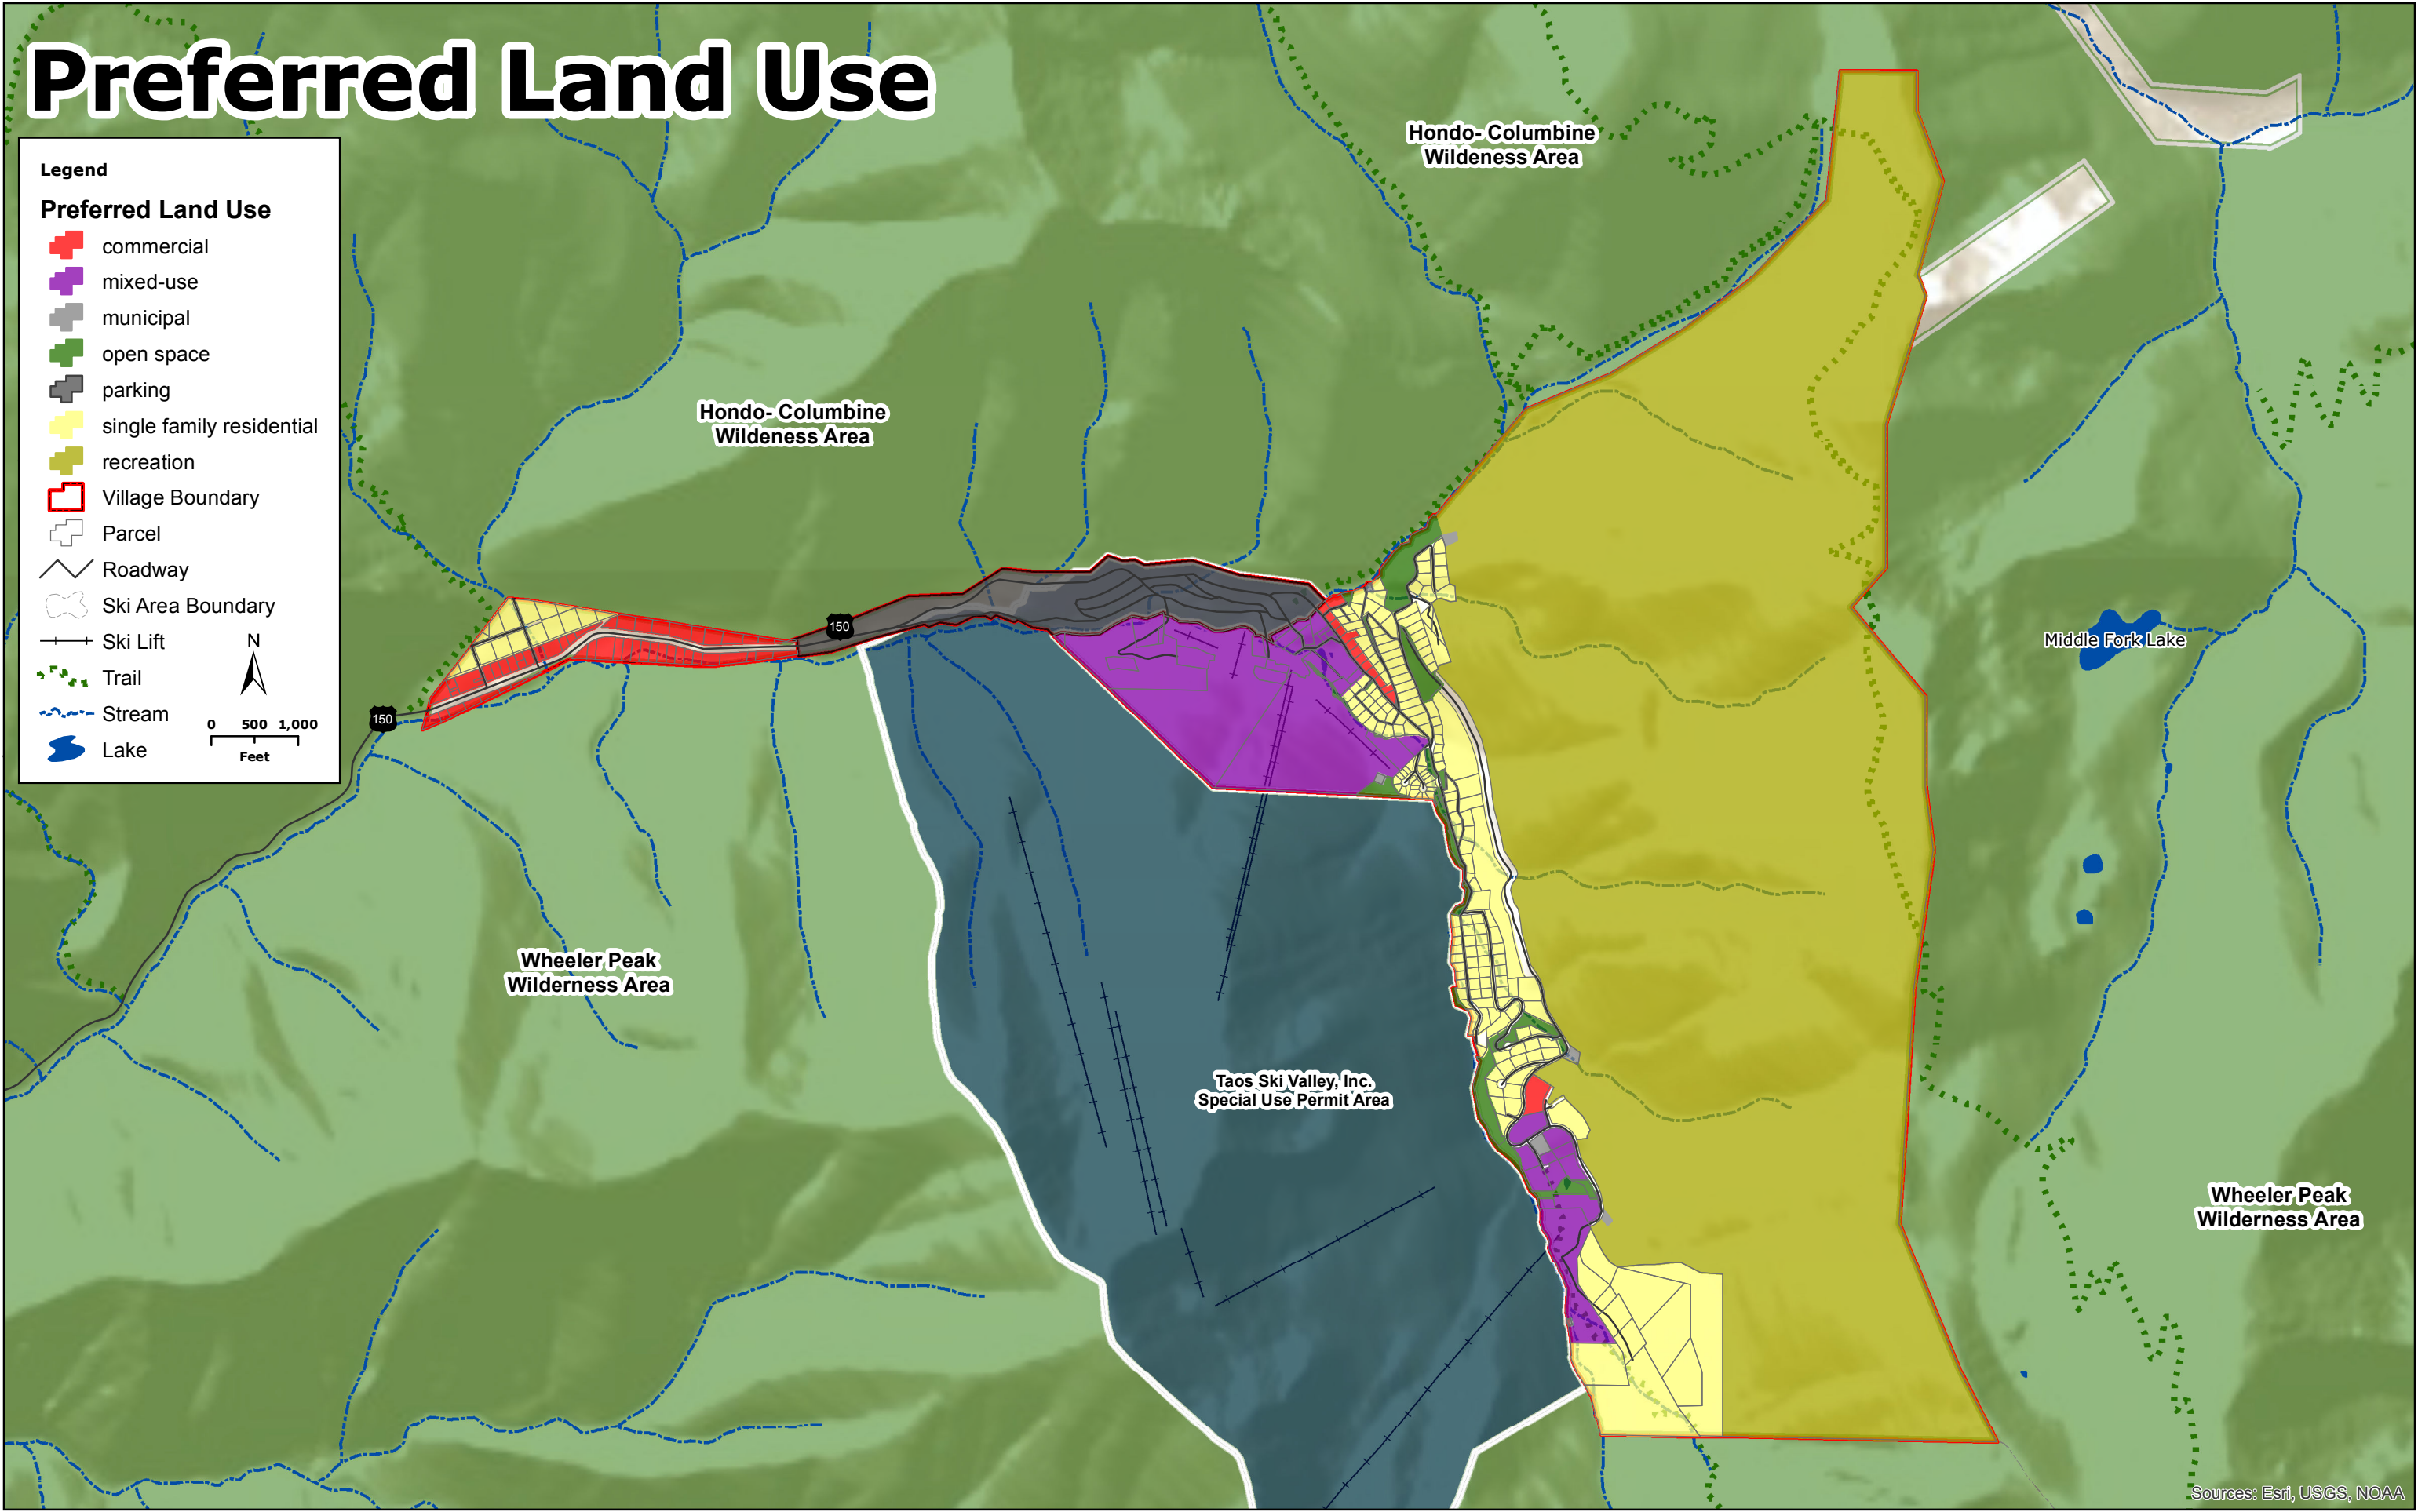 Preferred Land Use
Legend
Preferred Land Use
commercial
mixed-use
municipal
open space
parking
single family residential
recreation
Village Boundary
Parcel
Roadway
Ski Area Boundary
Ski Lift
N
Trail
Stream
0 500 1,000
Lake
Feet
Hondo- Columbine
Wildeness Area
Hondo- Columbine
Wildeness Area
150
150
Middle Fork Lake
Wheeler Peak
Wilderness Area
Taos Ski Valley, Inc.
Special Use Permit Area
Wheeler Peak
Wilderness Area
Sources: Esri, USGS, NOAA